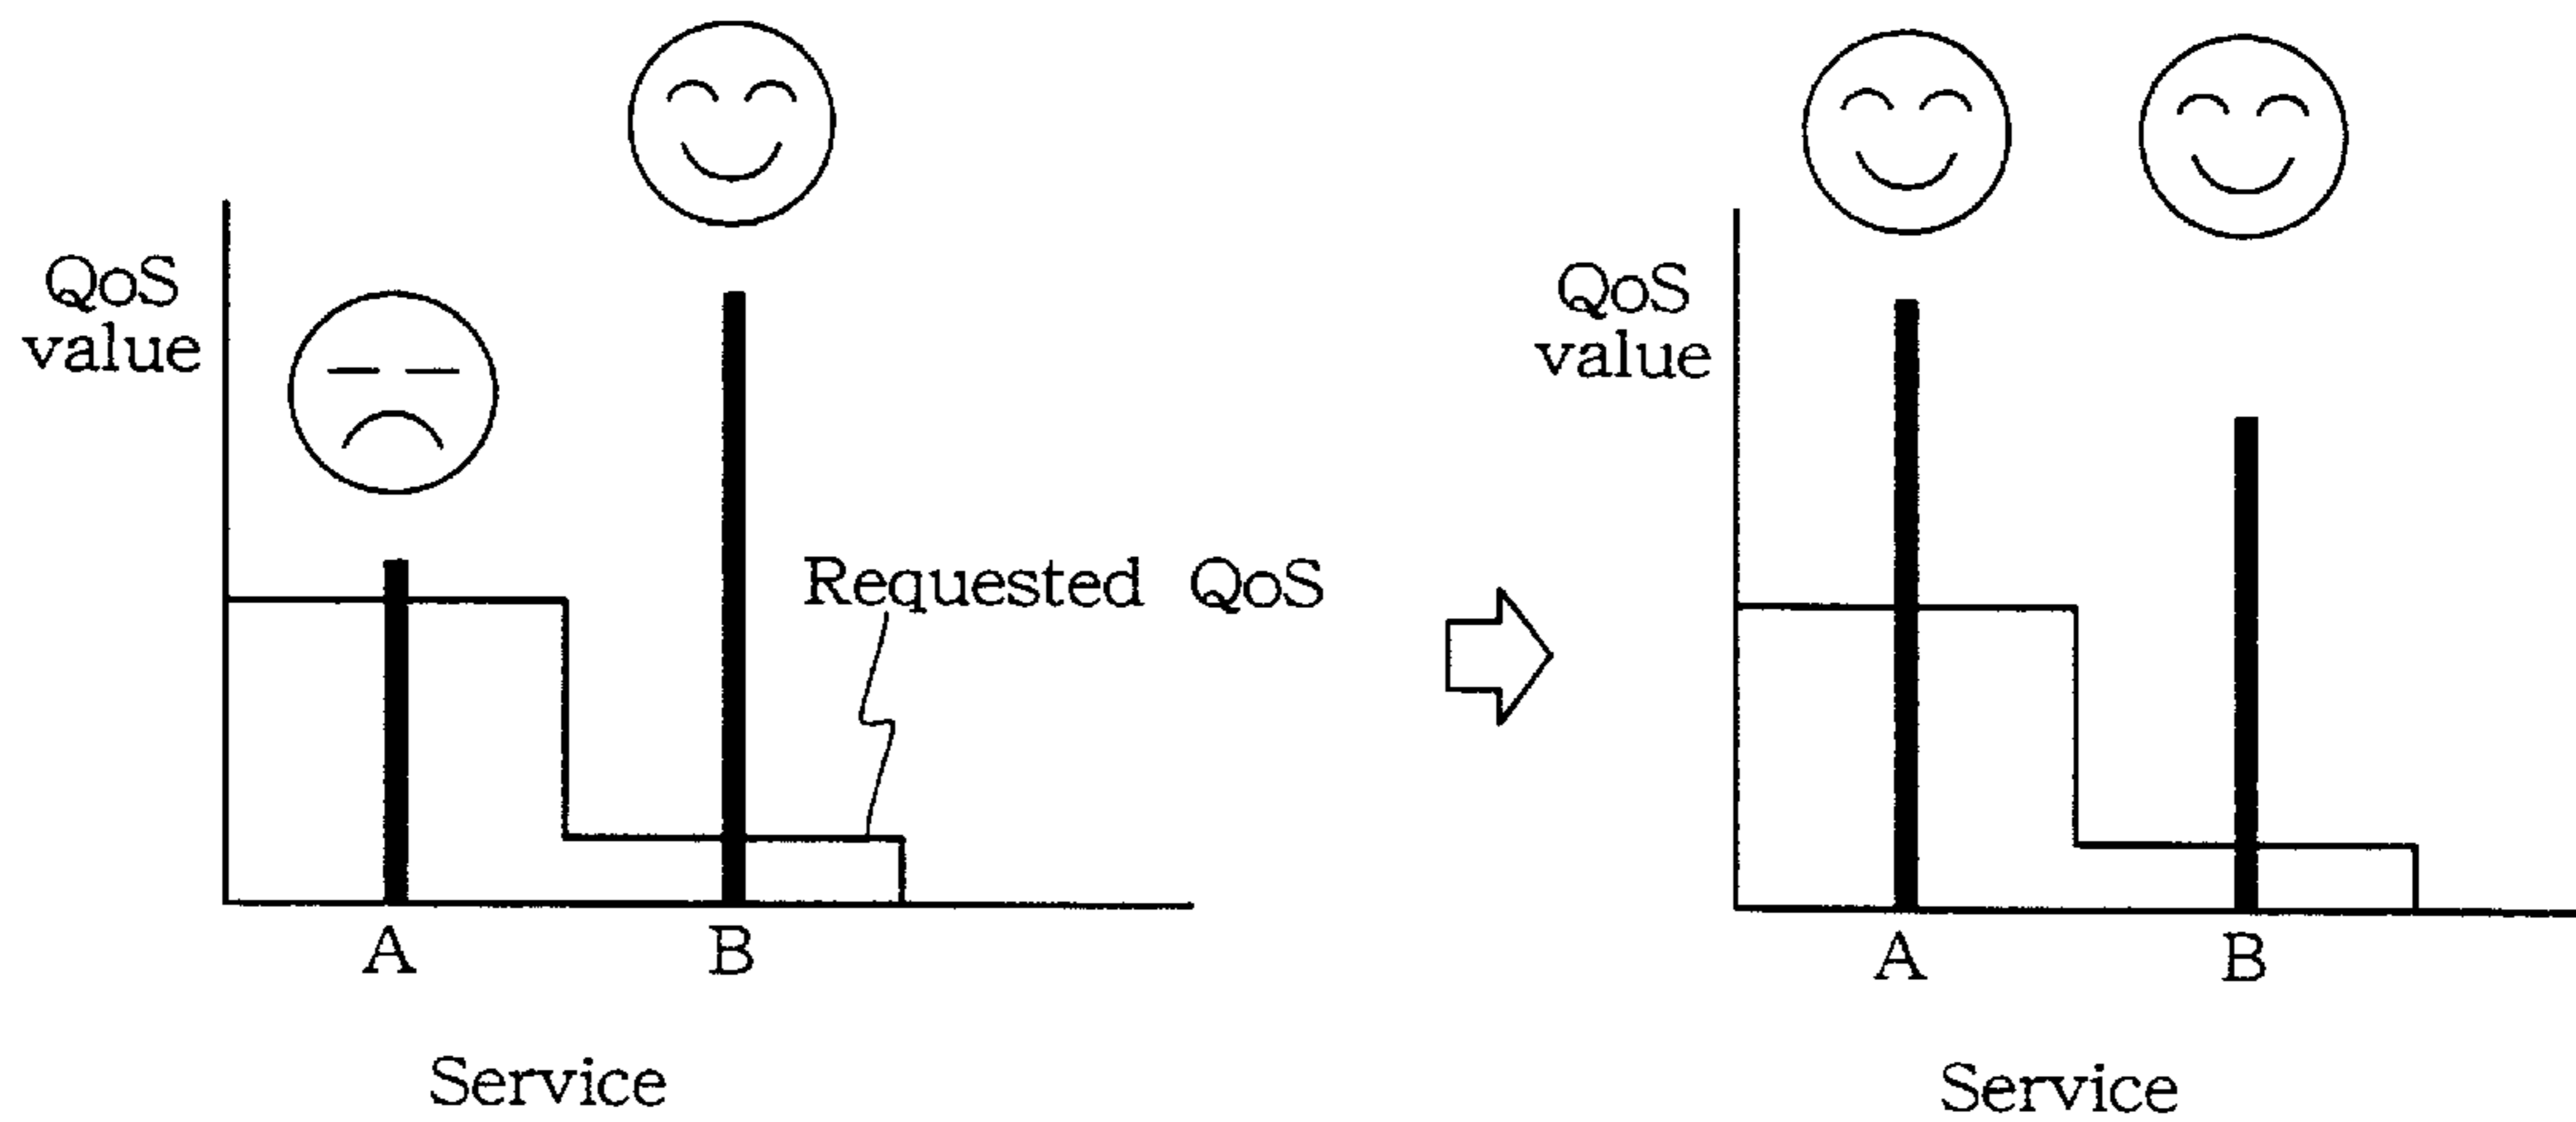 QoS
value
Requested QoS
A
B
Service
QoS
value
A
B
Service